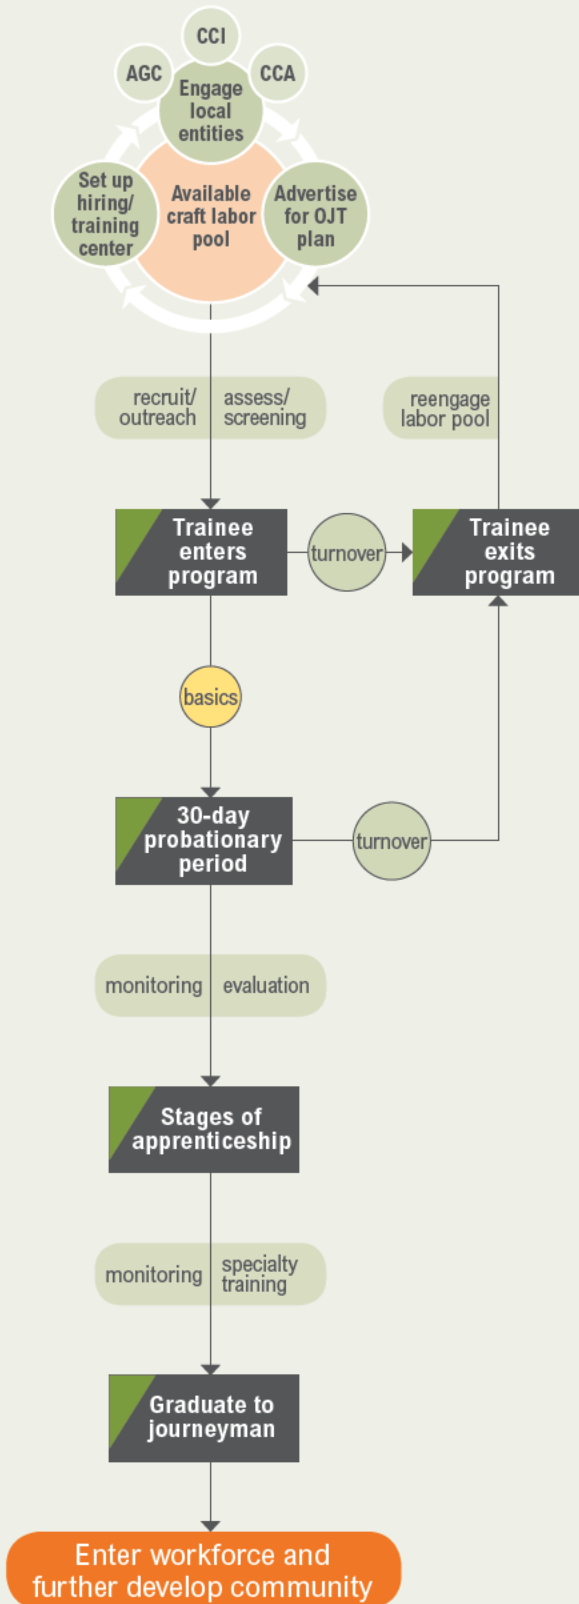 CCI
AGC
CCA
Engage
local
entities
Set up
hiring/
training
center
Available
craft labor
pool
Advertise
for OJT
plan
recruit/
outreach
assess/
screening
reengage
labor pool
Trainee
enters
program
turnover
Trainee
exits
program
basics
30-day
probationary
period
turnover
monitoring
evaluation
Stages of
apprenticeship
monitoring
specialty
training
Graduate to
journeyman
Enter workforce and
further develop community